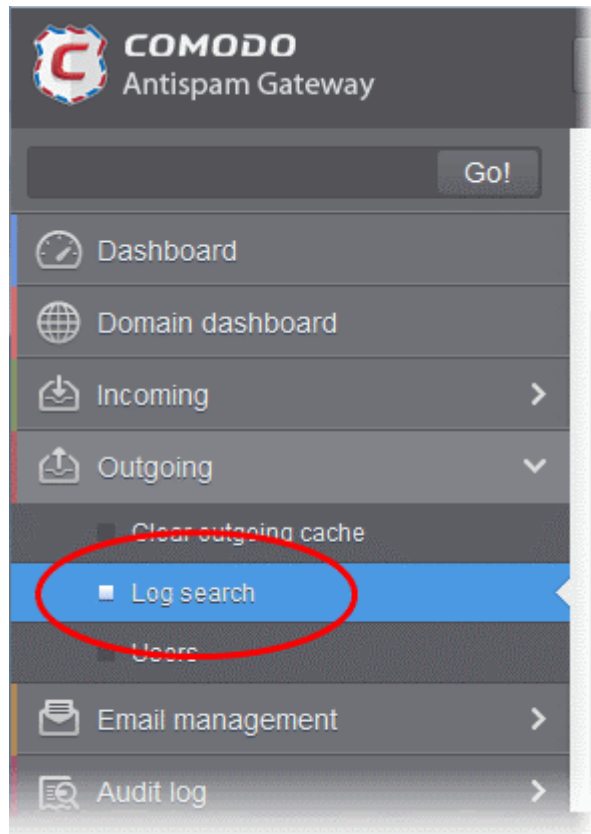 COMODO
Antispam Gateway
Go!
Dashboard
Domain dashboard
Incoming
Outgoing
Clear outgoing cache
Log search
Users
Email management
Audit log